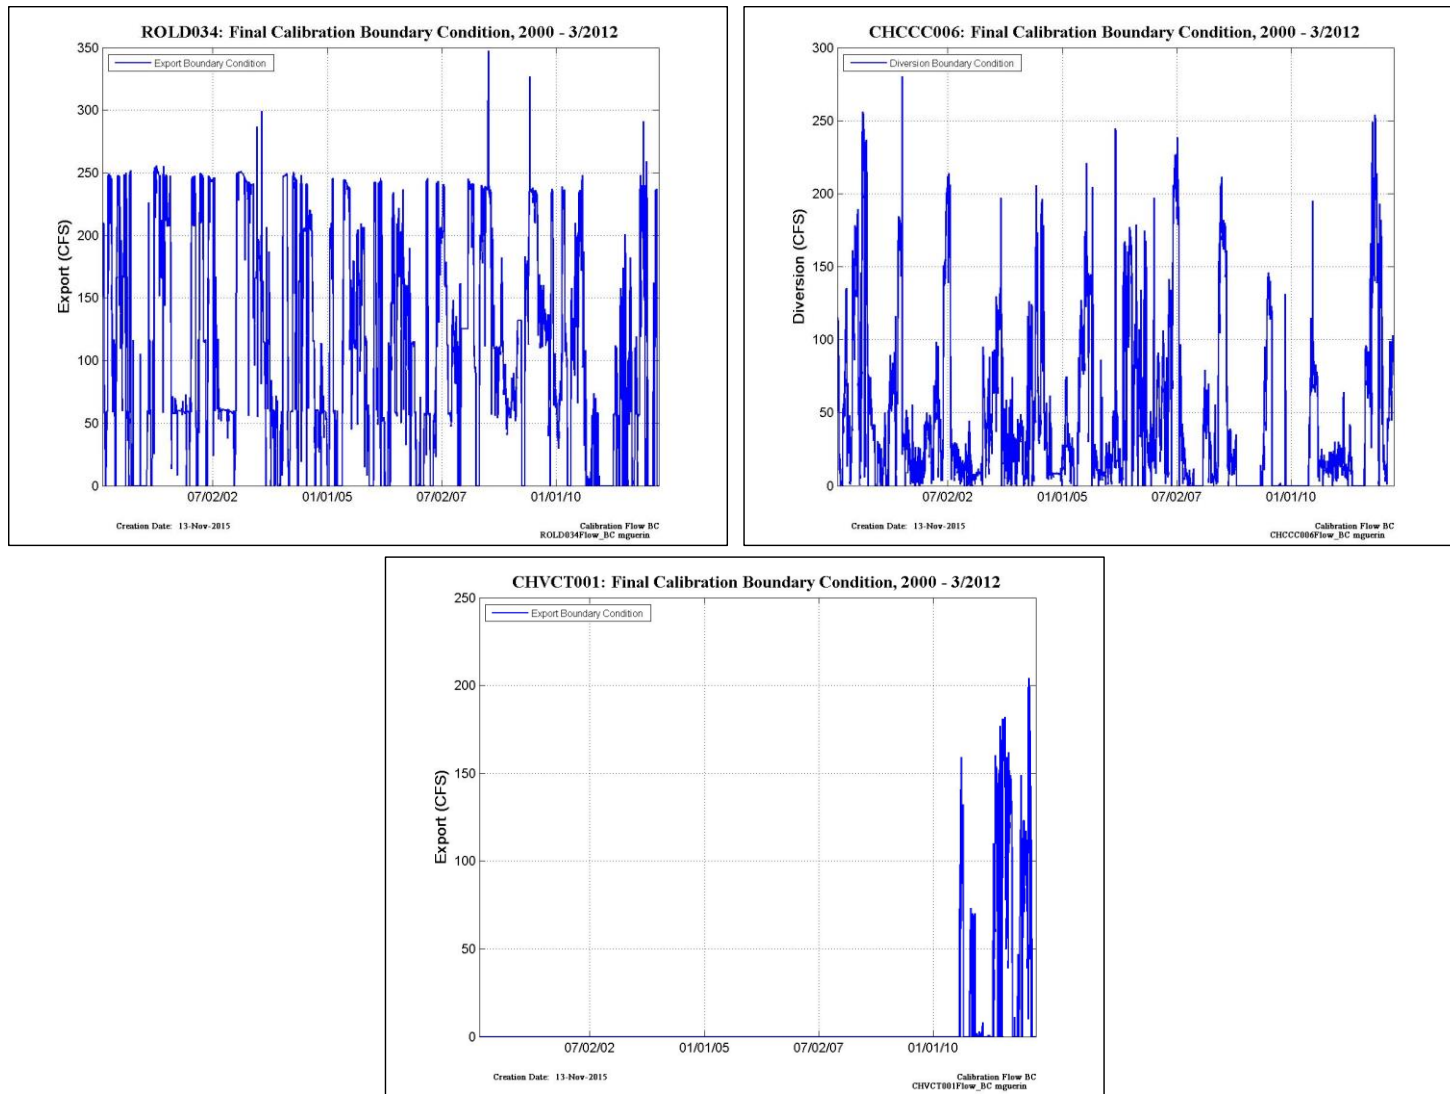 ROLD034: Final Calibration Boundary Condition, 2000 - 3/2012
350
Export Boundary Condition
300
250
200
150
100
50
0
Export (CFS)
07/02/02 01/01/05 07/02/07 01/01/10
Creation Date: 13-Nov-2015
Calibration Flow BC
ROLD034Flow_BC mguerin
CHCCC006: Final Calibration Boundary Condition, 2000 - 3/2012
300
Diversion Boundary Condition
250
200
150
100
50
0
Diversion (CFS)
07/02/02 01/01/05 07/02/07 01/01/10
Creation Date: 13-Nov-2015
Calibration Flow BC
CHCCC006Flow_BC mguerin
CHVCT001: Final Calibration Boundary Condition, 2000 - 3/2012
250
Export Boundary Condition
200
150
100
50
0
Export (CFS)
07/02/02 01/01/05 07/02/07 01/01/10
Creation Date: 13-Nov-2015
Calibration Flow BC
CHVCT001Flow_BC mguerin